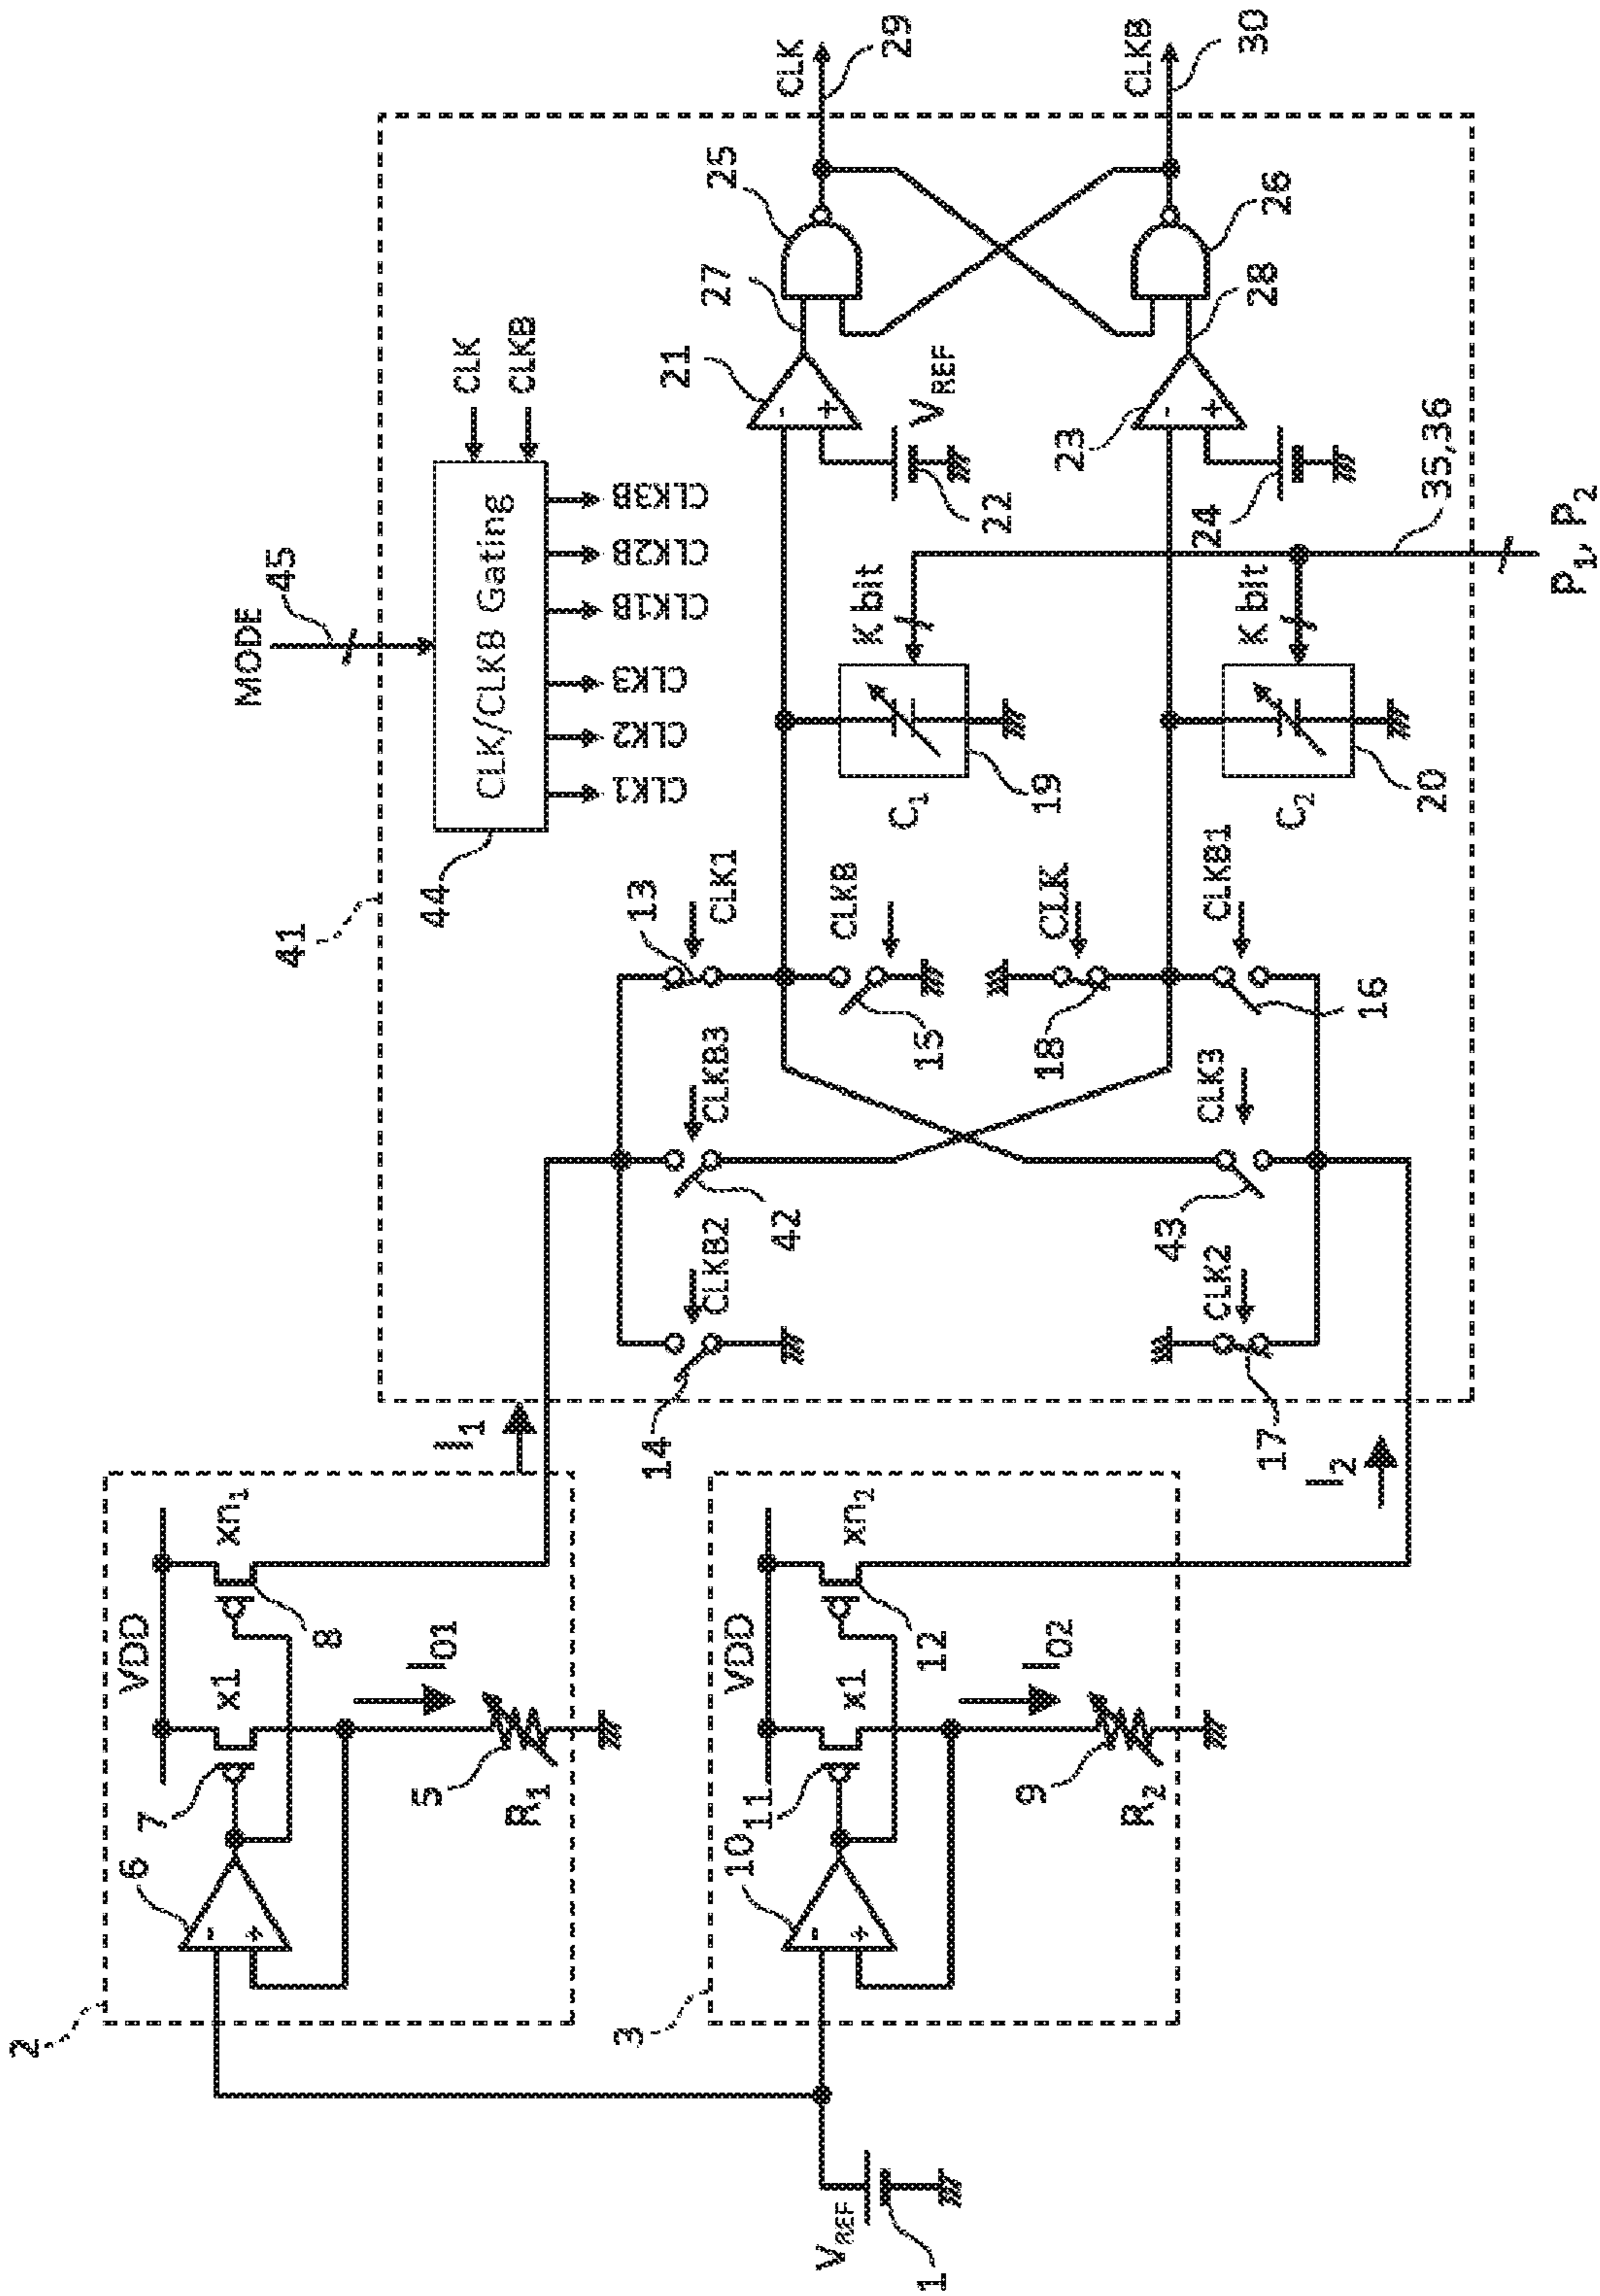 MODE
45
41
44
CLK/CLKB Gating
CLK
CLKB
CLK1
CLK2
CLK3
CLK1B
CLK2B
CLK3B
2
6
7
VDD
x1
xn1
8
I01
5
R1
I1
3
10
11
VDD
x1
xn2
12
I02
9
R2
I2
VREF
1
-
+
-
+
14
CLKB2
42
CLKB3
13
CLK1
15
CLKB
18
CLK
17
CLK2
43
CLK3
16
CLKB1
C1
19
K bit
C2
20
K bit
21
-
+
22
VREF
23
-
+
24
27
25
28
26
CLK
29
CLKB
30
35,36
P1, P2